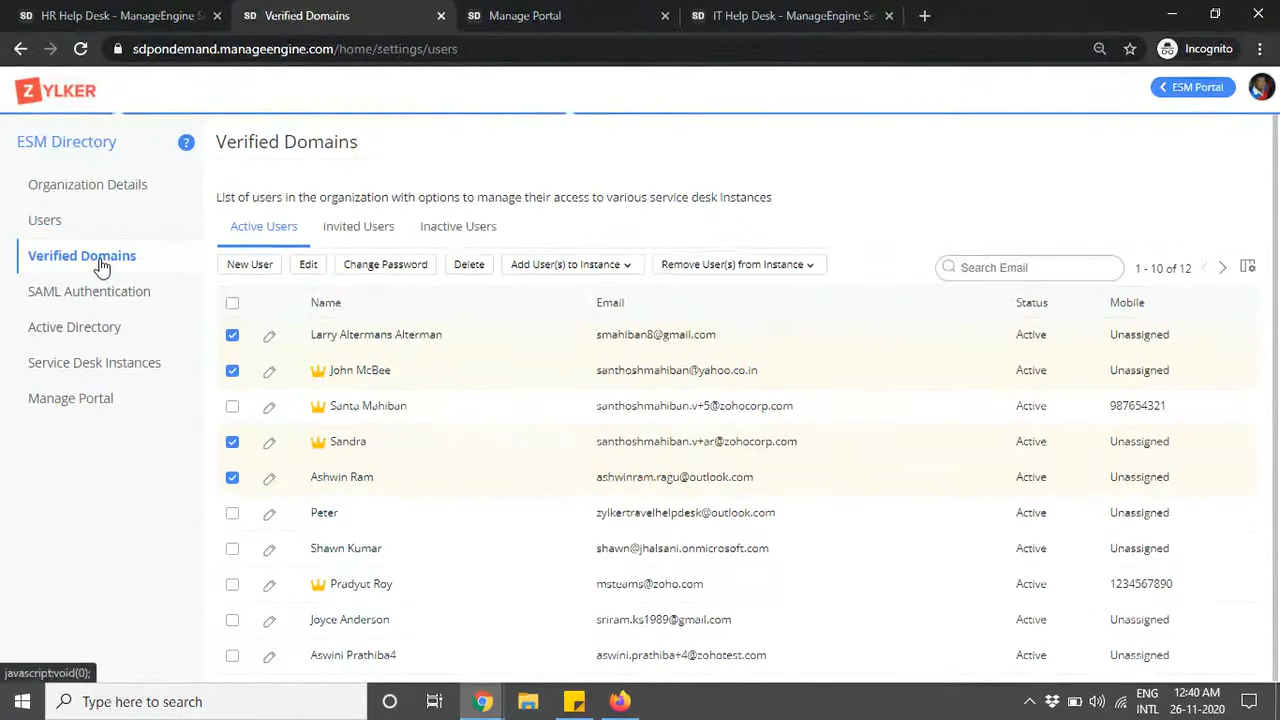 HR Help Desk - ManageEngine S
Verified Domains
Manage Portal
IT Help Desk - ManageEngine Se
sdpondemand.manageengine.com/home/settings/users
Incognito
ZYLKER
ESM Portal
ESM Directory
?
Organization Details
Users
Verified Domains
SAML Authentication
Active Directory
Service Desk Instances
Manage Portal
Verified Domains
List of users in the organization with options to manage their access to various service desk instances
Active Users Invited Users Inactive Users
New User Edit Change Password Delete Add User(s) to Instance Remove User(s) from Instance Search Email 1 - 10 of 12
Name Email Status Mobile
Larry Altermans Alterman smahiban8@gmail.com Active Unassigned
John McBee santhoshmahiban@yahoo.co.in Active Unassigned
Santa Mahiban santhoshmahiban.v+5@zohocorp.com Active 987654321
Sandra santhoshmahiban.v+ar@zohocorp.com Active Unassigned
Ashwin Ram ashwinram.ragu@outlook.com Active Unassigned
Peter zylkertravelhelpdesk@outlook.com Active Unassigned
Shawn Kumar shawn@jhalsani.onmicrosoft.com Active Unassigned
Pradyut Roy msteams@zoho.com Active 1234567890
Joyce Anderson sriram.ks1989@gmail.com Active Unassigned
Aswini Prathiba4 aswini.prathiba+4@zohotest.com Active Unassigned
javascript:void(0);
Type here to search
ENG
INTL
12:40 AM
26-11-2020